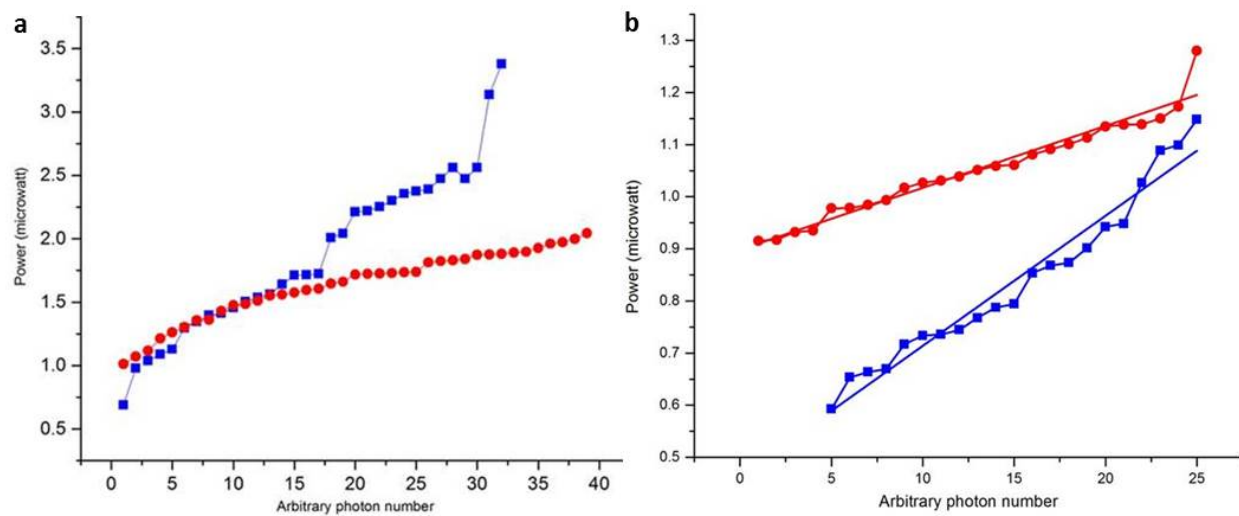 a
3.5
3.0
2.5
2.0
1.5
1.0
0.5
Power (microwatt)
0 5 10 15 20 25 30 35 40
Arbitrary photon number
b
1.3
1.2
1.1
1.0
0.9
0.8
0.7
0.6
0.5
Power (microwatt)
0 5 10 15 20 25
Arbitrary photon number